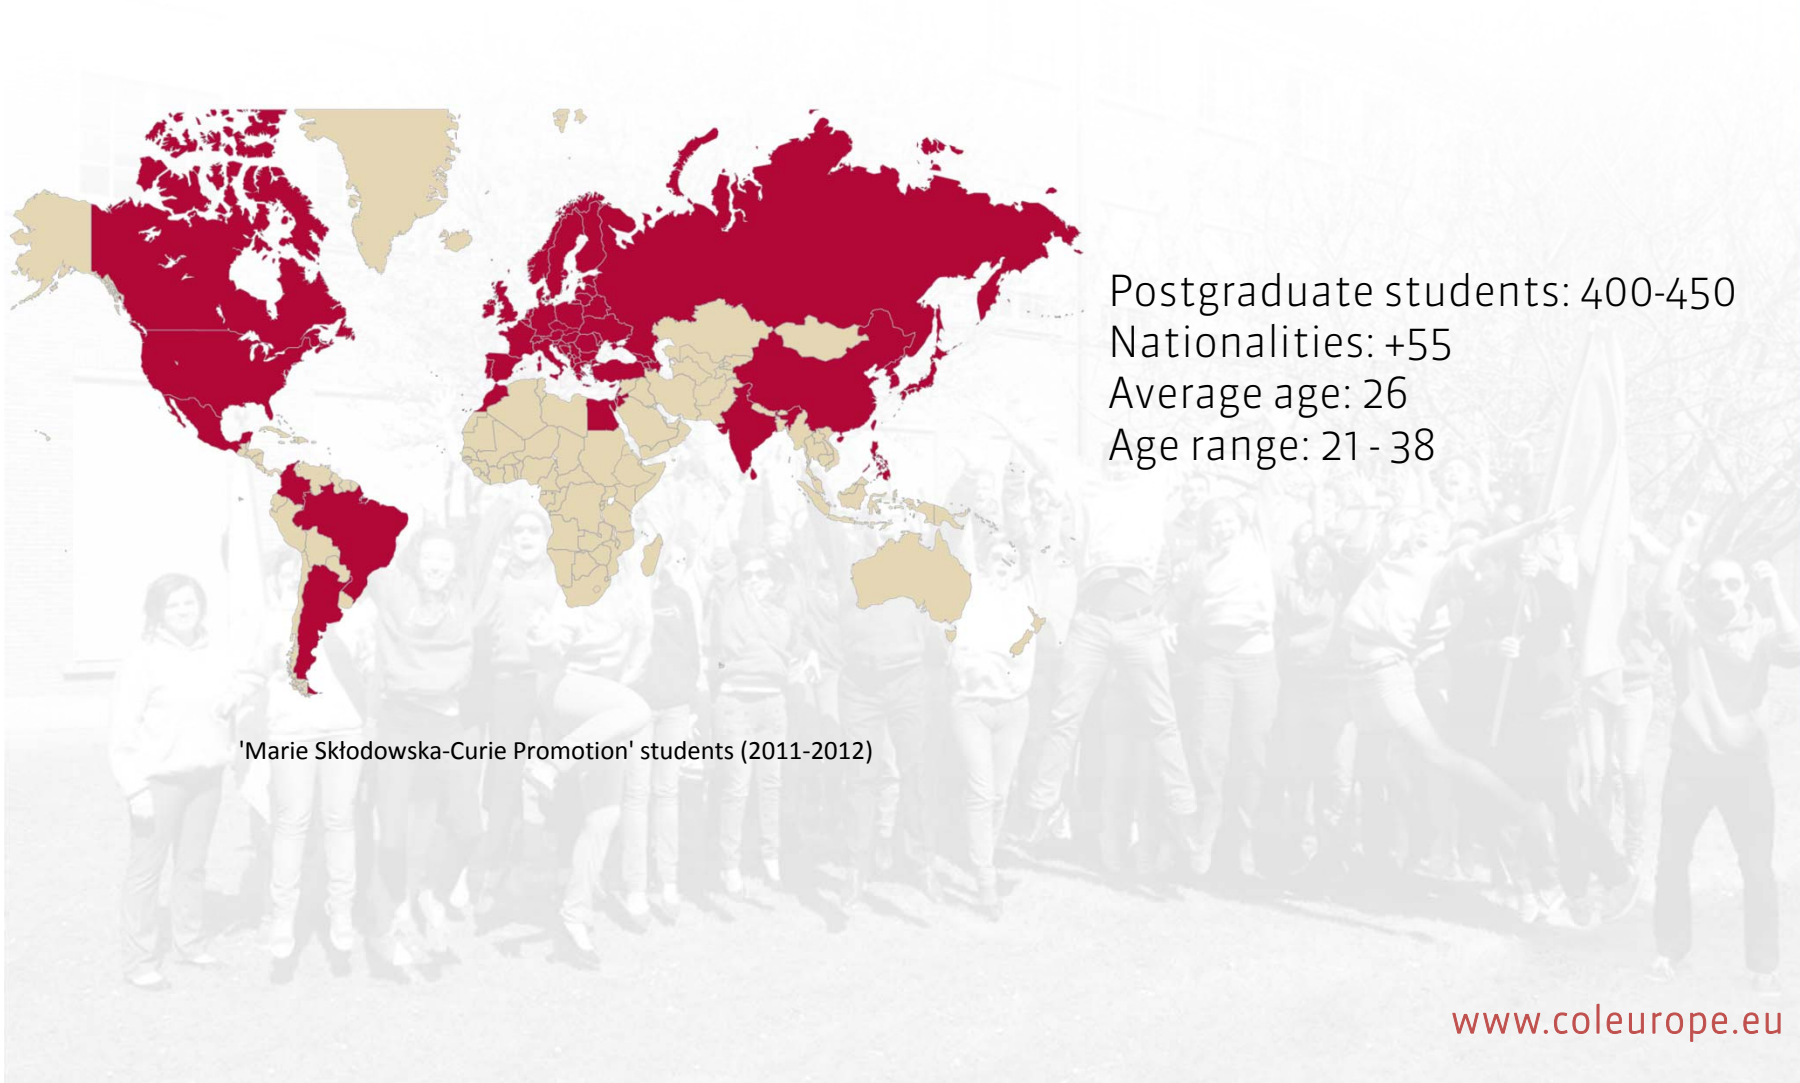 Postgraduate students: 400-450
Nationalities: +55
Average age: 26
Age range: 21 - 38
'Marie Skłodowska-Curie Promotion' students (2011-2012)
www.coleurope.eu